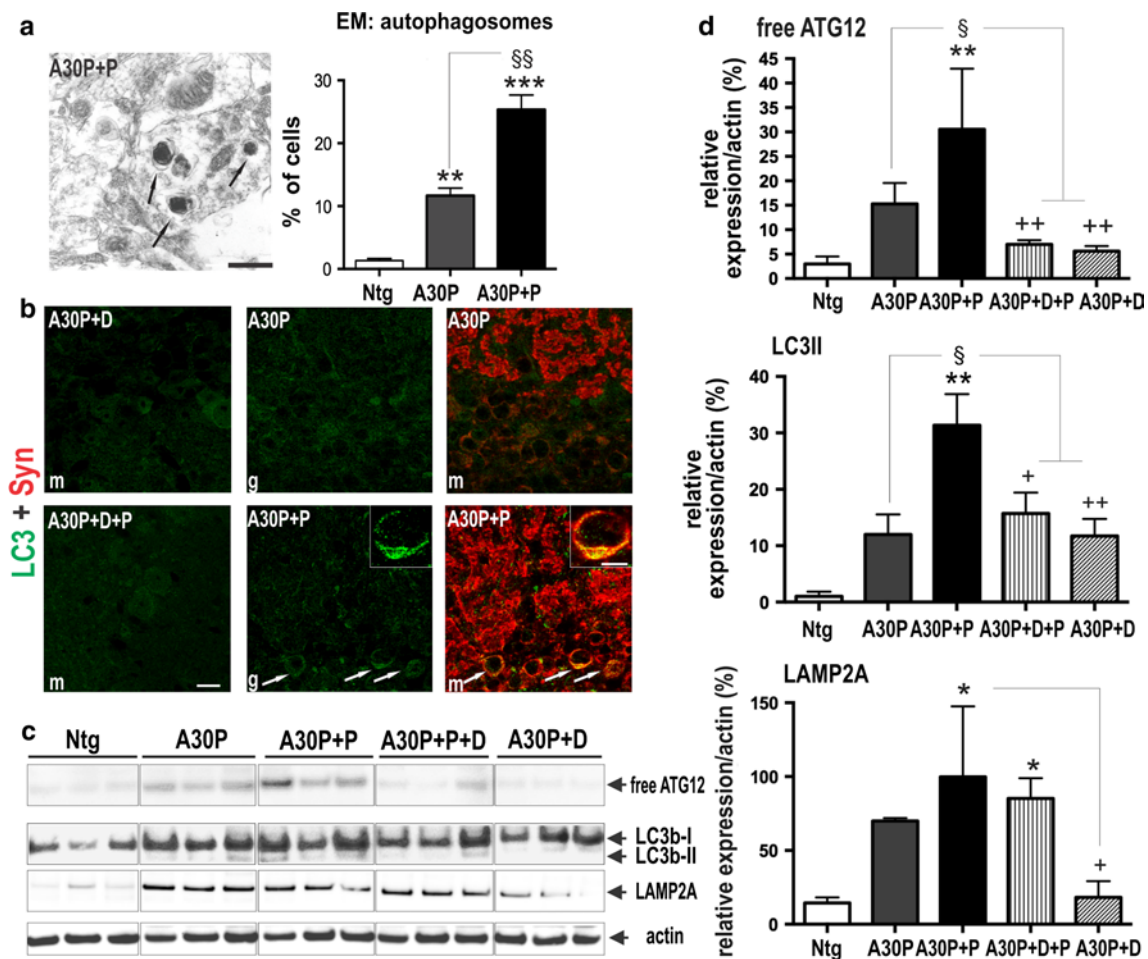 a
EM: autophagosomes
A30P+P
§§
***
**
% of cells
30
20
10
0
Ntg A30P A30P+P
b
LC3 + Syn
A30P+D
m
A30P
g
A30P
A30P+D+P
m
A30P+P
g
A30P+P
m
c
Ntg A30P A30P+P A30P+P+D A30P+D
free ATG12
LC3b-I
LC3b-II
LAMP2A
actin
d
free ATG12
relative
expression/actin (%)
45
40
35
30
25
20
15
10
5
0
§
**
++ ++
Ntg A30P A30P+P A30P+D+P A30P+D
LC3II
relative
expression/actin (%)
40
30
20
10
0
§
**
+ ++
Ntg A30P A30P+P A30P+D+P A30P+D
LAMP2A
relative expression/actin (%)
150
100
50
0
*
*
+
Ntg A30P A30P+P A30P+D+P A30P+D